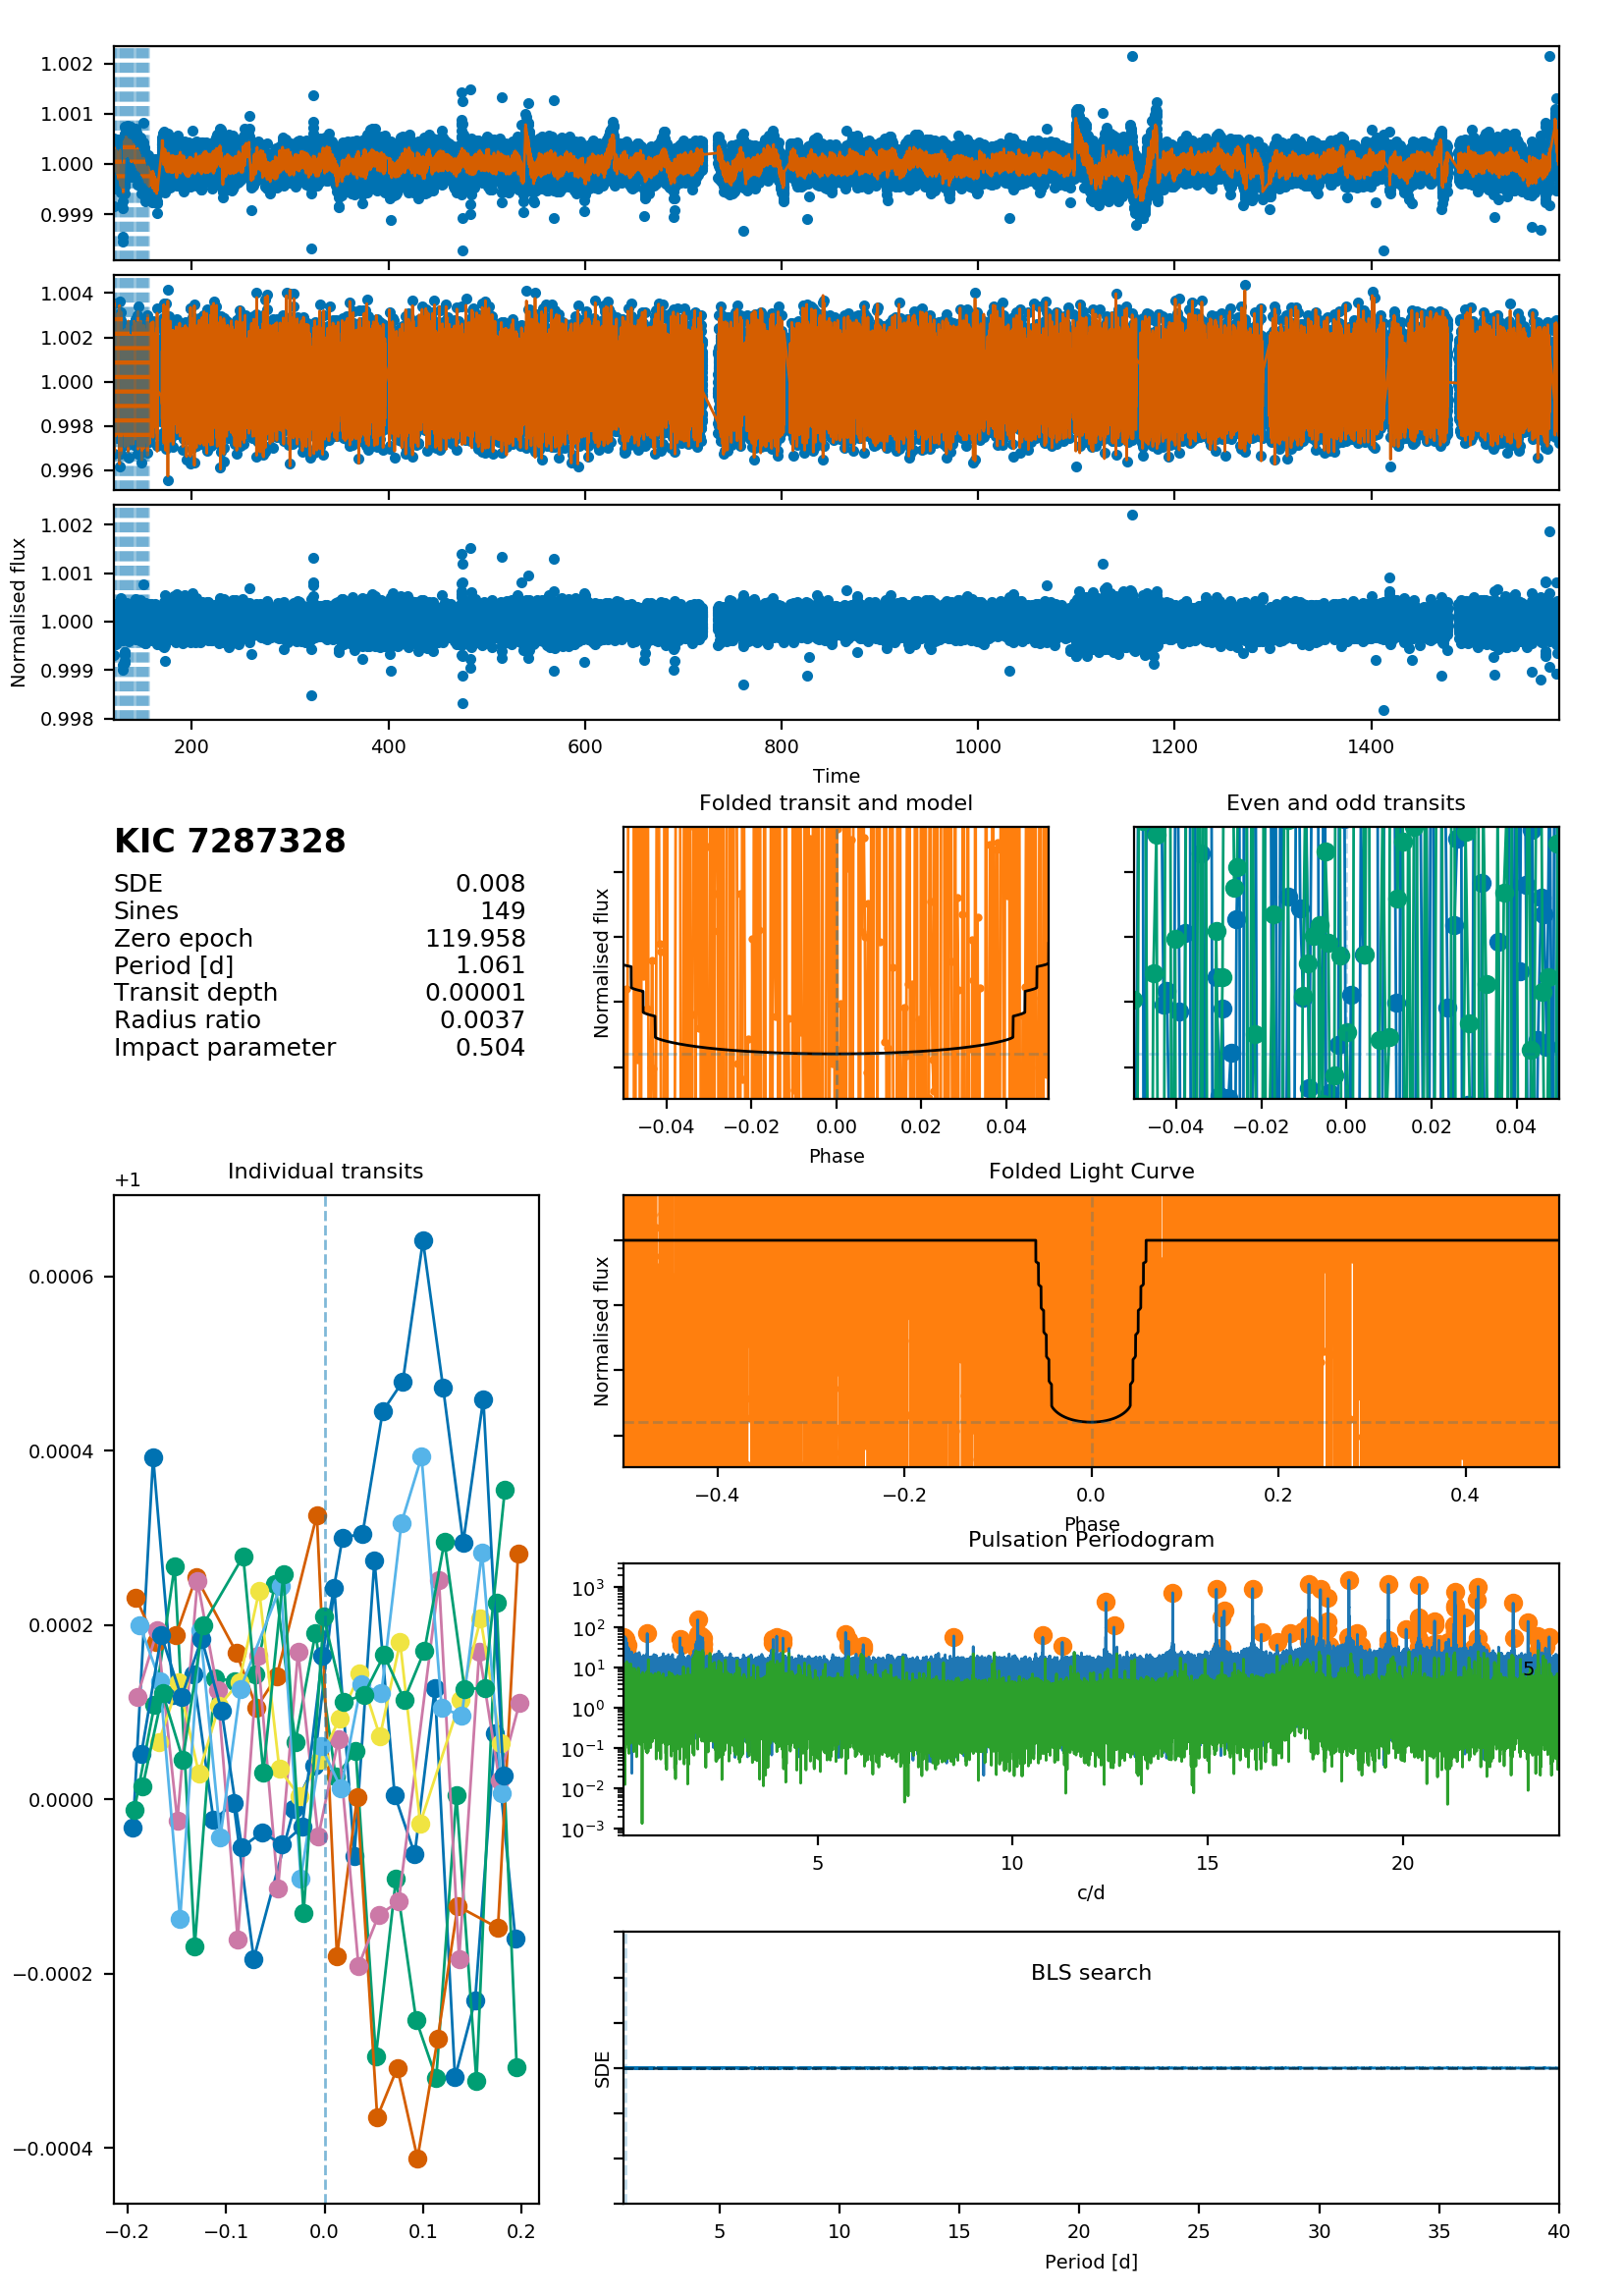 1.002
1.001
1.000
0.999
1.004
1.002
1.000
0.998
0.996
1.002
1.001
1.000
0.999
0.998
Normalised flux
200 400 600 800 1000 1200 1400
Time
KIC 7287328
SDE 0.008
Sines 149
Zero epoch 119.958
Period [d] 1.061
Transit depth 0.00001
Radius ratio 0.0037
Impact parameter 0.504
Folded transit and model
Normalised flux
−0.04 −0.02 0.00 0.02 0.04
Phase
Even and odd transits
−0.04 −0.02 0.00 0.02 0.04
Individual transits
+1
0.0006
0.0004
0.0002
0.0000
−0.0002
−0.0004
−0.2 −0.1 0.0 0.1 0.2
Folded Light Curve
Normalised flux
−0.4 −0.2 0.0 0.2 0.4
Phase
Pulsation Periodogram
10³
10²
10¹
10⁰
10⁻¹
10⁻²
10⁻³
5
5 10 15 20
c/d
BLS search
SDE
5 10 15 20 25 30 35 40
Period [d]